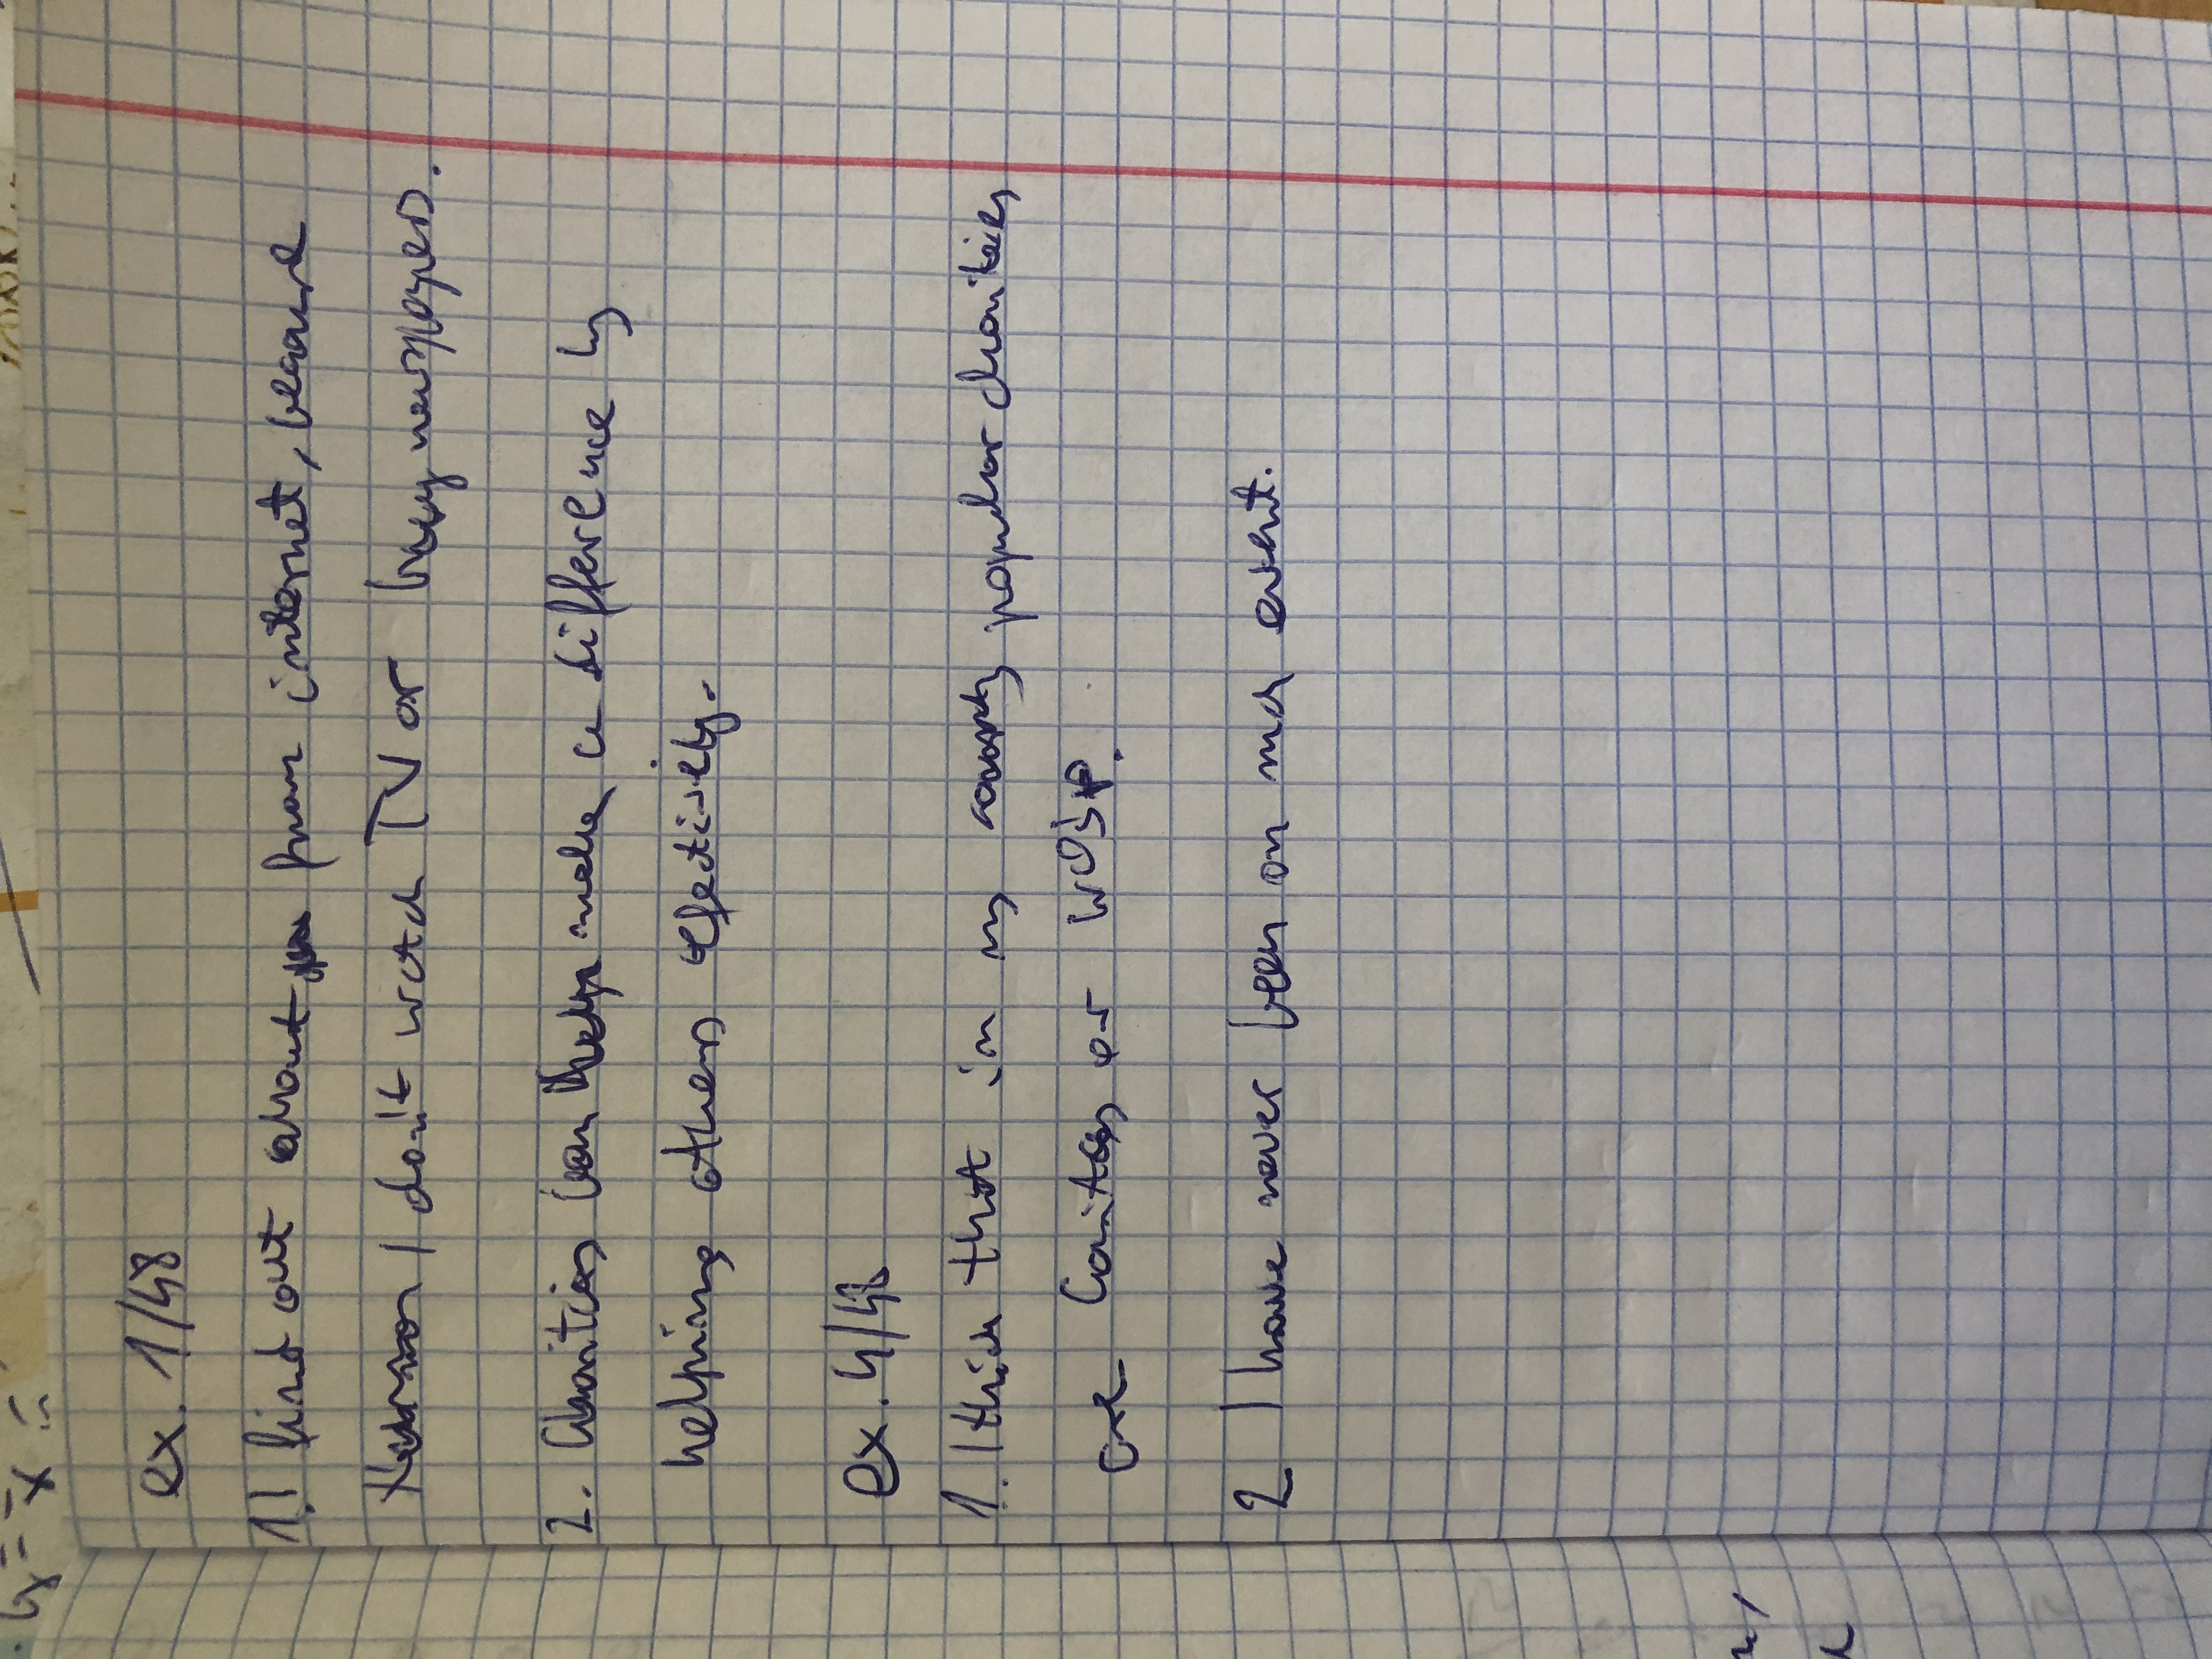 y = x =
ex. 1/48
1. I find out about from internet, because
I don't watch TV or buy newspapers.
2. Charities can make a difference by
helping others efectively.
ex. 4/48
1. I think that in my country popular charities
are Caritas or WOŚP.
2 I have never been on such event.